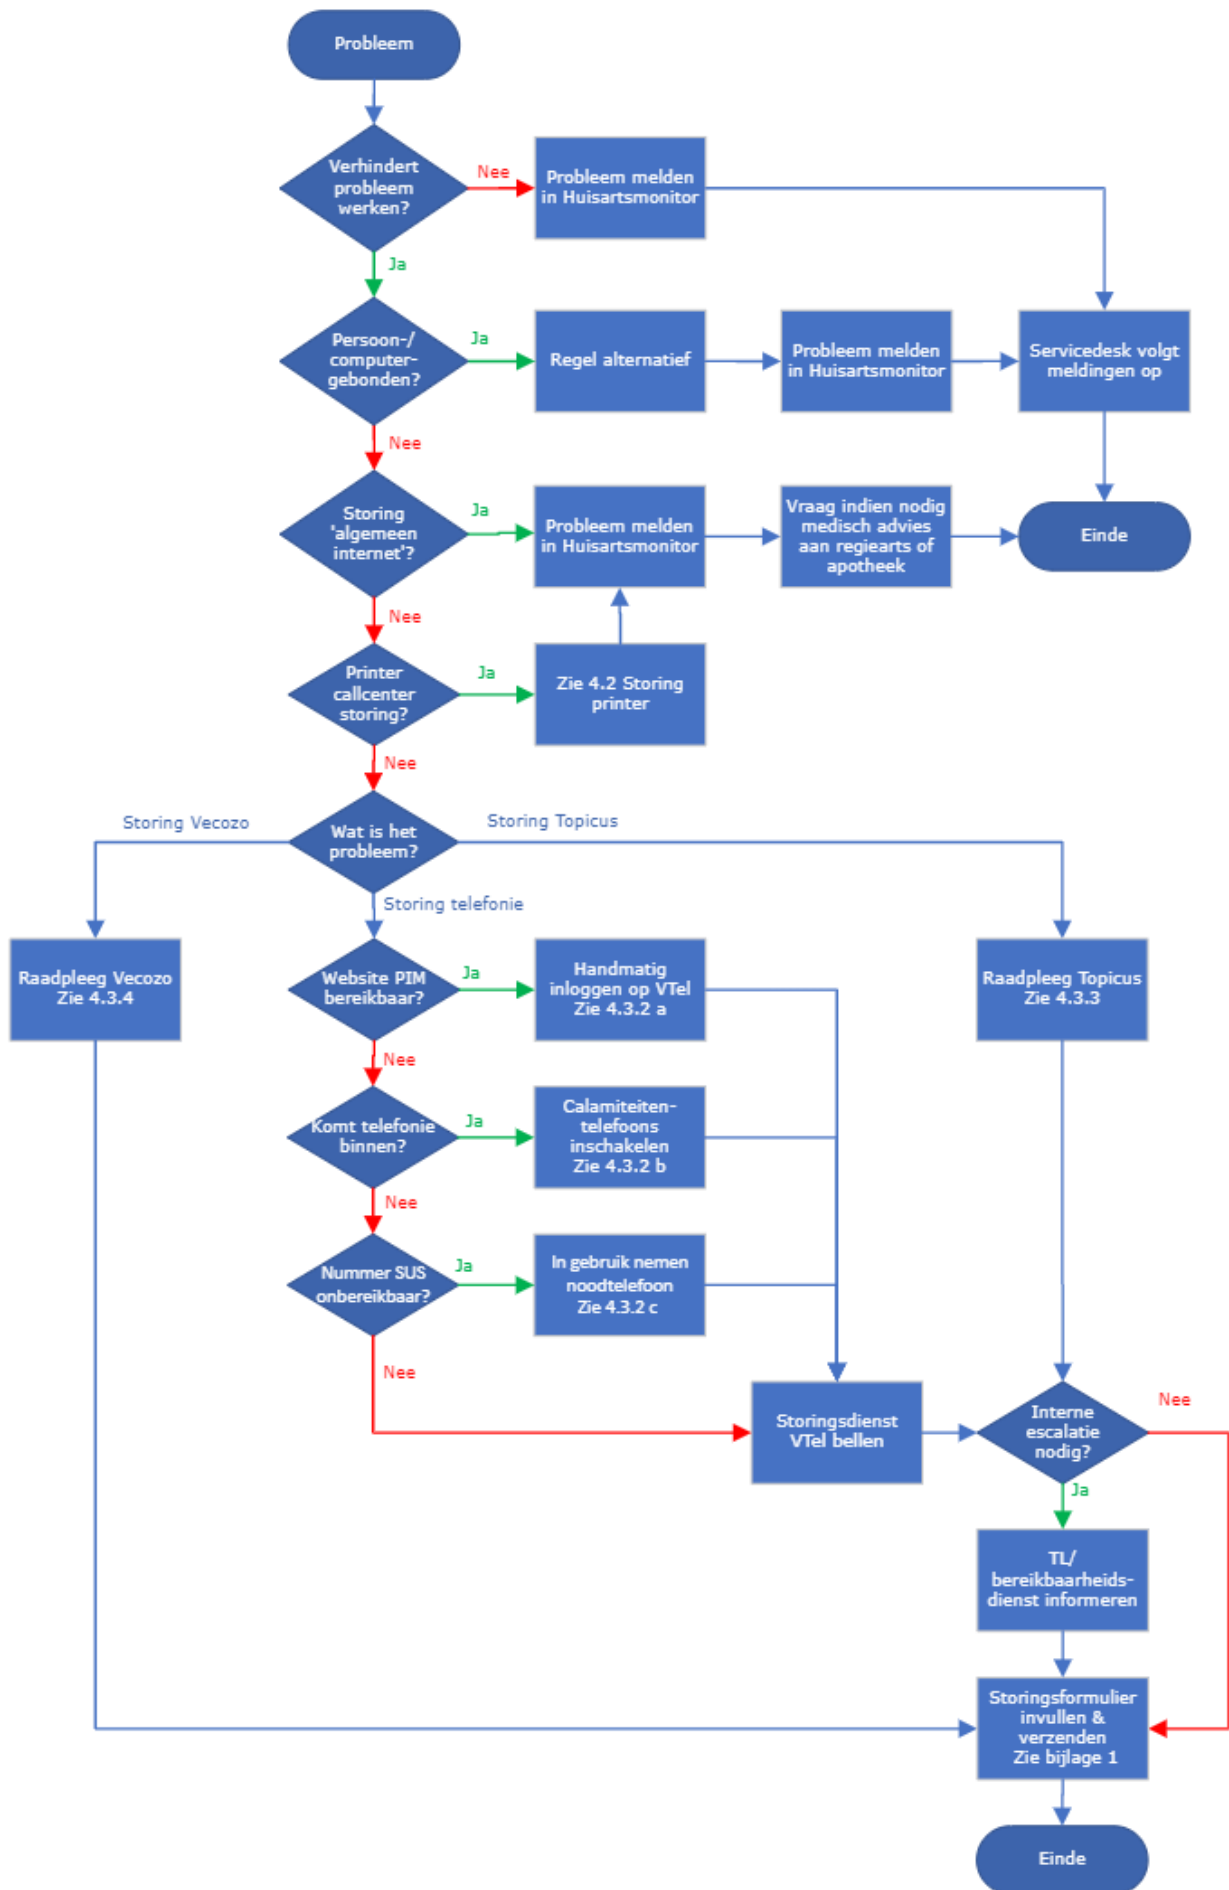 Probleem
Verhindert
probleem
werken?
Nee
Probleem melden
in Huisartsmonitor
Ja
Persoon-/
computer-
gebonden?
Ja
Regel alternatief
Probleem melden
in Huisartsmonitor
Servicedesk volgt
meldingen op
Nee
Storing
'algemeen
internet'?
Ja
Probleem melden
in Huisartsmonitor
Vraag indien nodig
medisch advies
aan regiearts of
apotheek
Einde
Nee
Printer
callcenter
storing?
Ja
Zie 4.2 Storing
printer
Nee
Storing Vecozo
Wat is het
probleem?
Storing Topicus
Storing telefonie
Raadpleeg Vecozo
Zie 4.3.4
Website PIM
bereikbaar?
Ja
Handmatig
inloggen op VTel
Zie 4.3.2 a
Raadpleeg Topicus
Zie 4.3.3
Nee
Komt telefonie
binnen?
Ja
Calamiteiten-
telefoons
inschakelen
Zie 4.3.2 b
Nee
Nummer SUS
onbereikbaar?
Ja
In gebruik nemen
noodtelefoon
Zie 4.3.2 c
Nee
Storingsdienst
VTel bellen
Interne
escalatie
nodig?
Nee
Ja
TL/
bereikbaarheids-
dienst informeren
Storingsformulier
invullen &
verzenden
Zie bijlage 1
Einde